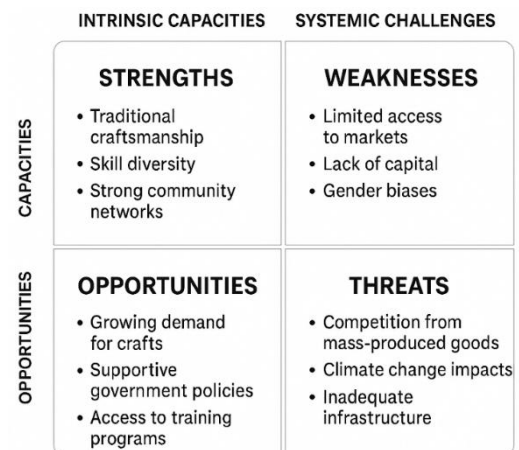 INTRINSIC CAPACITIES
SYSTEMIC CHALLENGES
CAPACITIES
STRENGTHS
• Traditional
craftsmanship
• Skill diversity
• Strong community
networks
WEAKNESSES
• Limited access
to markets
• Lack of capital
• Gender biases
OPPORTUNITIES
OPPORTUNITIES
• Growing demand
for crafts
• Supportive
government policies
• Access to training
programs
THREATS
• Competition from
mass-produced goods
• Climate change impacts
• Inadequate
infrastructure